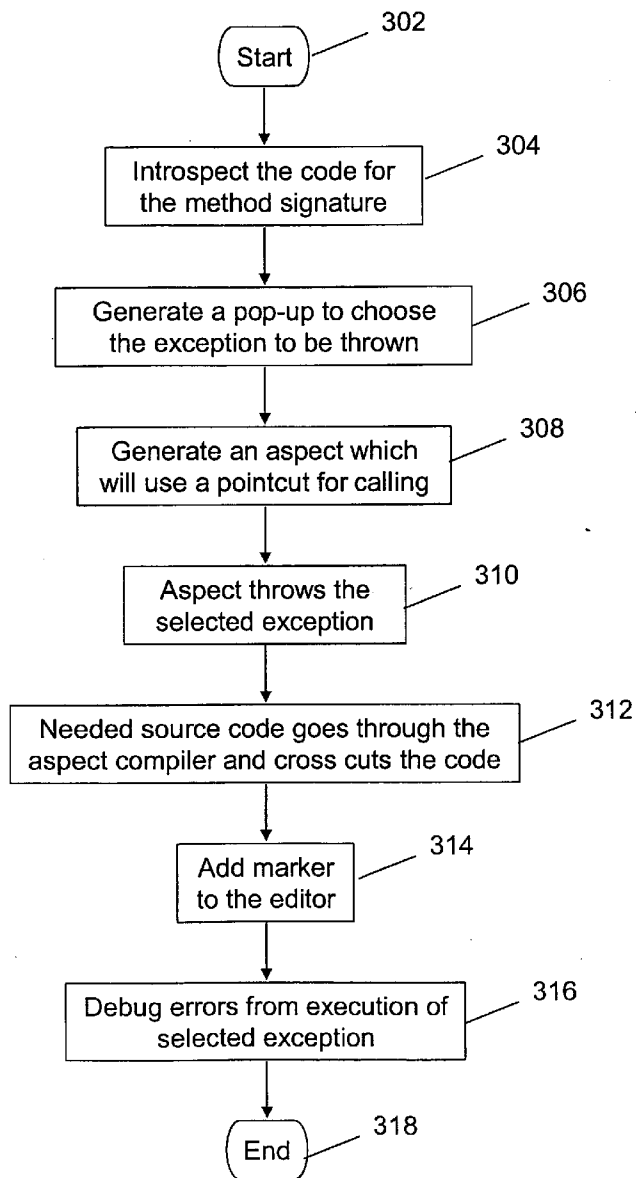 302
Start
304
Introspect the code for
the method signature
306
Generate a pop-up to choose
the exception to be thrown
308
Generate an aspect which
will use a pointcut for calling
310
Aspect throws the
selected exception
312
Needed source code goes through the
aspect compiler and cross cuts the code
314
Add marker
to the editor
316
Debug errors from execution of
selected exception
318
End